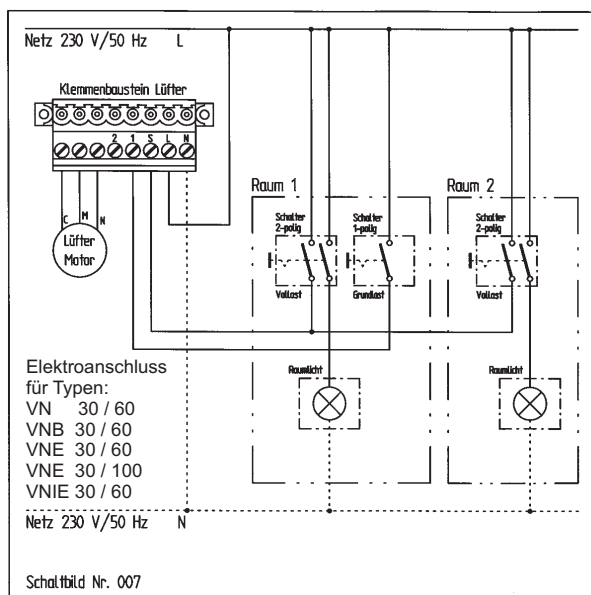 Netz 230 V/50 Hz L
Klemmenbaustein Lüfter
2 1 S L N
C M N
Lüfter
Motor
Raum 1
Schalter
2-polig
Schalter
1-polig
Vollast
Grundlast
Raumlicht
Raum 2
Schalter
2-polig
Vollast
Raumlicht
Elektroanschluss
für Typen:
VN 30 / 60
VNB 30 / 60
VNE 30 / 60
VNE 30 / 100
VNIE 30 / 60
Netz 230 V/50 Hz N
Schaltbild Nr. 007